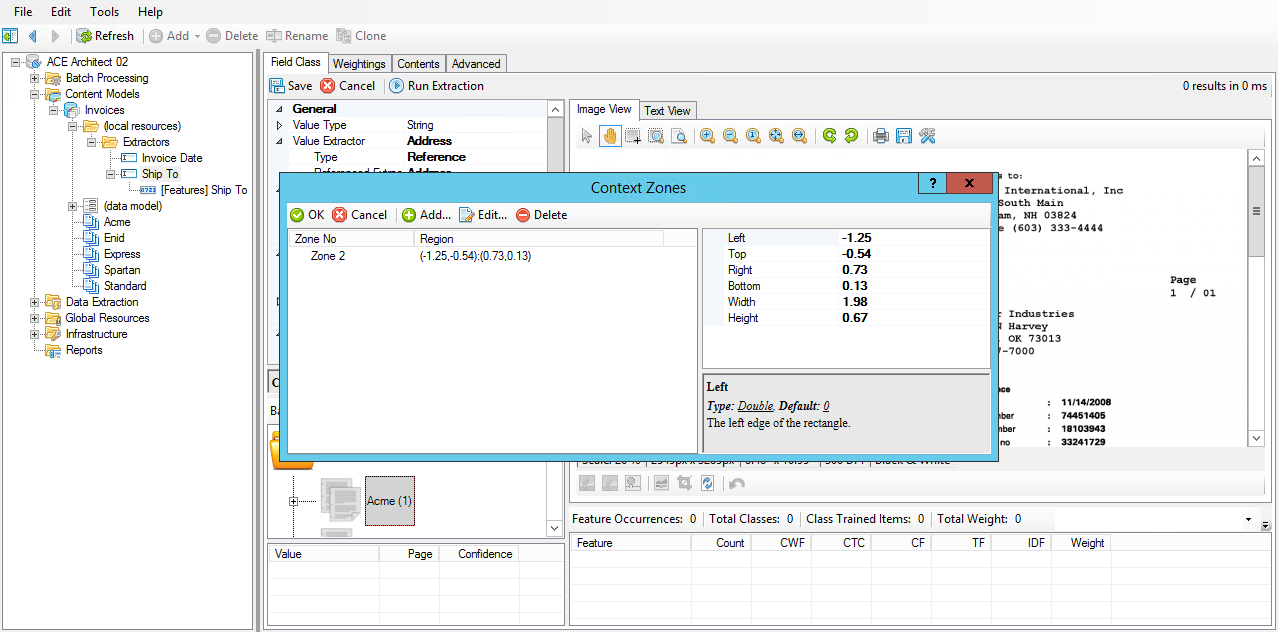 File Edit Tools Help
Refresh Add Delete Rename Clone
ACE Architect 02
Batch Processing
Content Models
Invoices
(local resources)
Extractors
Invoice Date
Ship To
[Features] Ship To
(data model)
Acme
Enid
Express
Spartan
Standard
Data Extraction
Global Resources
Infrastructure
Reports
Field Class Weightings Contents Advanced
Save Cancel Run Extraction 0 results in 0 ms
General
Value Type String
Value Extractor Address
Type Reference
Image View Text View
Context Zones ? x
OK Cancel Add... Edit... Delete
Zone No Region
Zone 2 (-1.25,-0.54):(0.73,0.13)
Left -1.25
Top -0.54
Right 0.73
Bottom 0.13
Width 1.98
Height 0.67
Left
Type: Double, Default: 0
The left edge of the rectangle.
to:
International, Inc
South Main
NH 03824
(603) 333-4444
Page
1 / 01
Industries
Harvey
OK 73013
-7000
: 11/14/2008
: 74451405
: 18103943
no : 33241729
Acme (1)
Value Page Confidence
Feature Occurrences: 0 Total Classes: 0 Class Trained Items: 0 Total Weight: 0
Feature Count CWF CTC CF TF IDF Weight